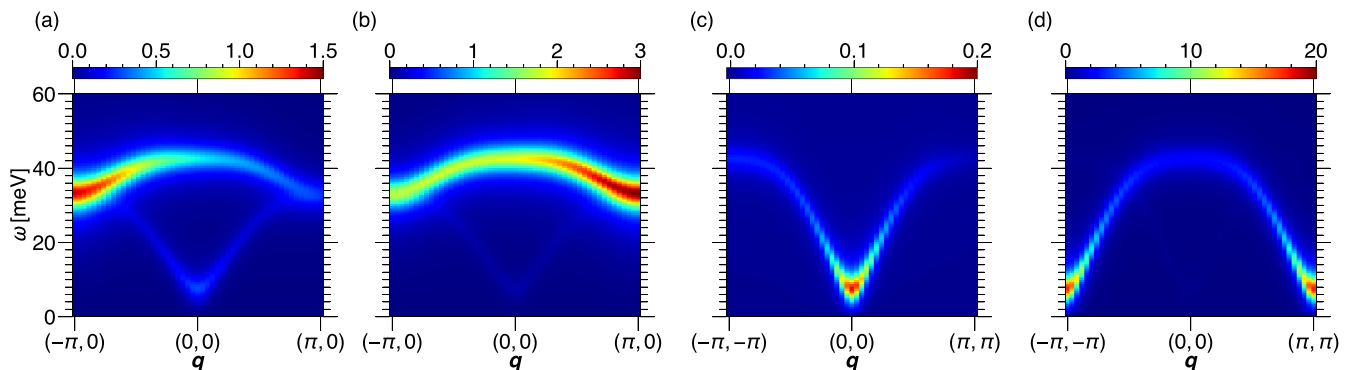 (a) (b) (c) (d)
0.0 0.5 1.0 1.5 0 1 2 3 0.0 0.1 0.2 0 10 20
60
40
20
0
ω [meV]
(−π, 0) (0, 0) (π, 0) (−π, 0) (0, 0) (π, 0) (−π, −π) (0, 0) (π, π) (−π, −π) (0, 0) (π, π)
q q q q